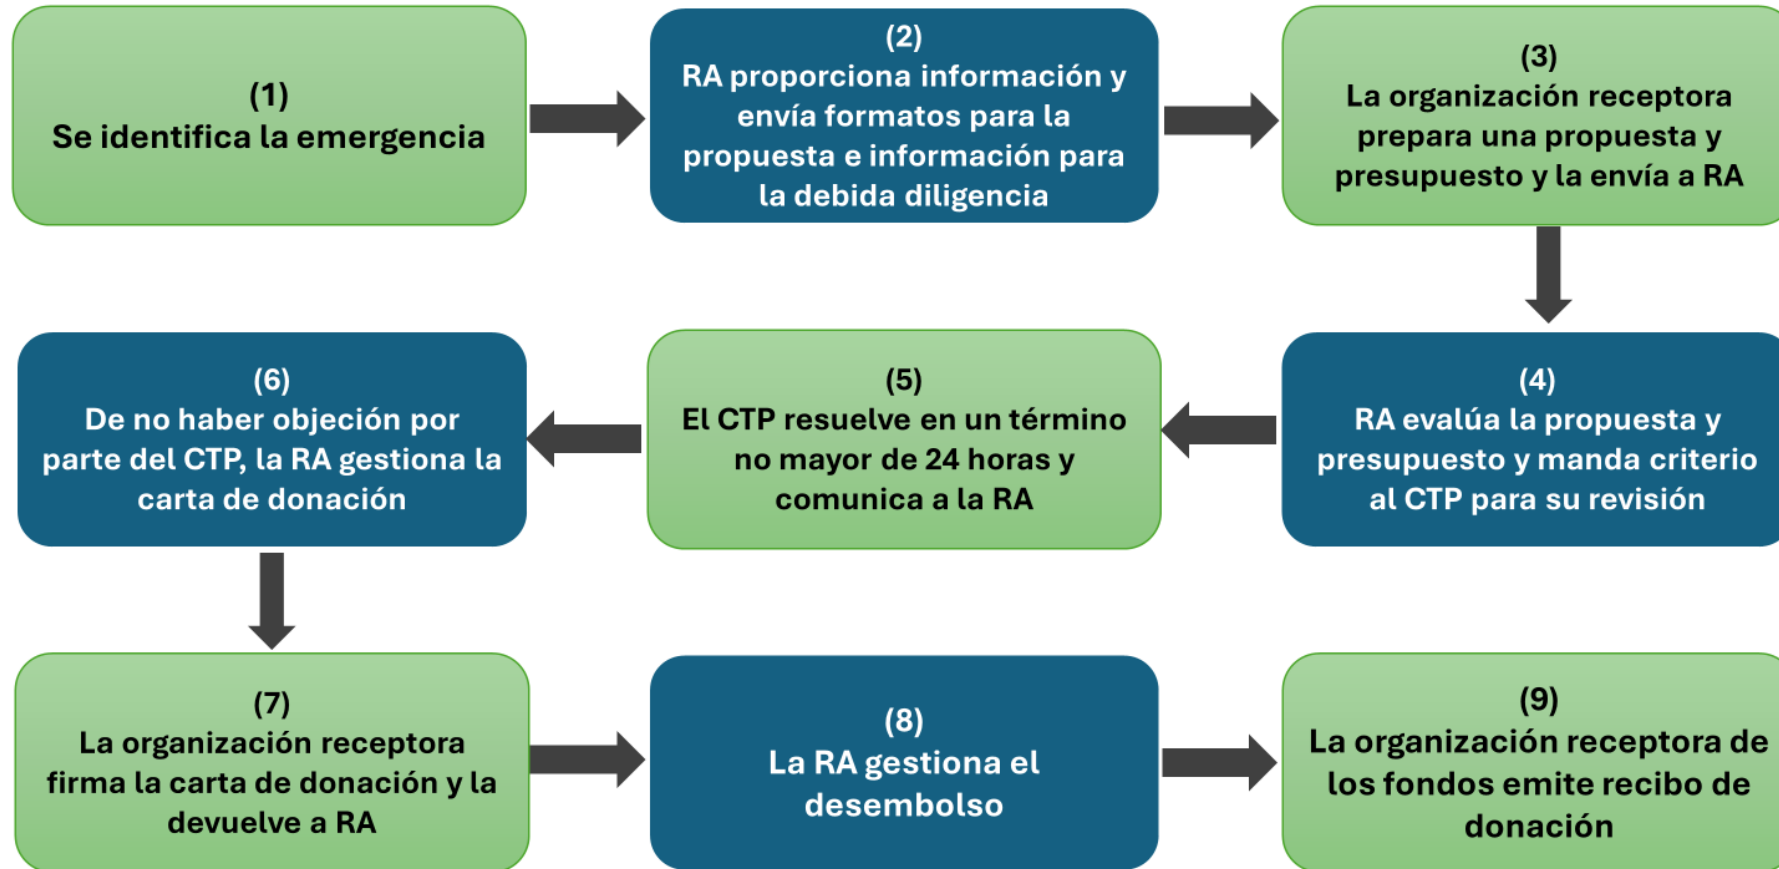 (1)
Se identifica la emergencia
(2)
RA proporciona información y
envía formatos para la
propuesta e información para
la debida diligencia
(3)
La organización receptora
prepara una propuesta y
presupuesto y la envía a RA
(4)
RA evalúa la propuesta y
presupuesto y manda criterio
al CTP para su revisión
(5)
El CTP resuelve en un término
no mayor de 24 horas y
comunica a la RA
(6)
De no haber objeción por
parte del CTP, la RA gestiona la
carta de donación
(7)
La organización receptora
firma la carta de donación y la
devuelve a RA
(8)
La RA gestiona el
desembolso
(9)
La organización receptora de
los fondos emite recibo de
donación